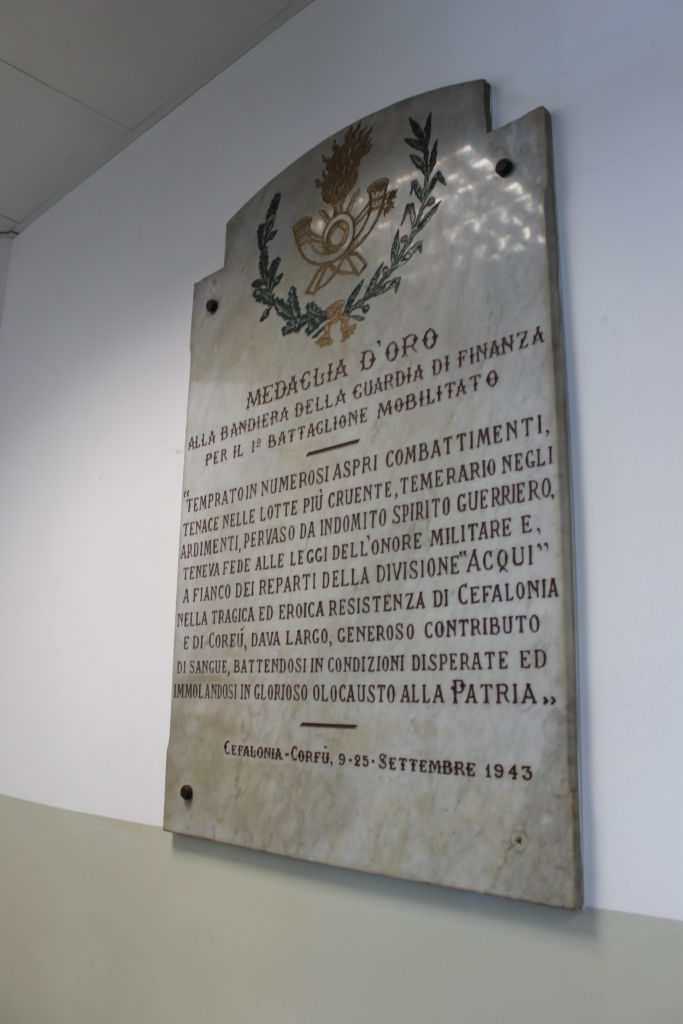 MEDAGLIA D'ORO
ALLA BANDIERA DELLA GUARDIA DI FINANZA
PER IL 1º BATTAGLIONE MOBILITATO
“TEMPRATO IN NUMEROSI ASPRI COMBATTIMENTI,
TENACE NELLE LOTTE PIÚ CRUENTE, TEMERARIO NEGLI
ARDIMENTI, PERVASO DA INDOMITO SPIRITO GUERRIERO,
TENEVA FEDE ALLE LEGGI DELL'ONORE MILITARE E,
A FIANCO DEI REPARTI DELLA DIVISIONE “ACQUI”
NELLA TRAGICA ED EROICA RESISTENZA DI CEFALONIA
E DI CORFÚ, DAVA LARGO, GENEROSO CONTRIBUTO
DI SANGUE, BATTENDOSI IN CONDIZIONI DISPERATE ED
IMMOLANDOSI IN GLORIOSO OLOCAUSTO ALLA PATRIA„
CEFALONIA-CORFÙ, 9-25-SETTEMBRE 1943